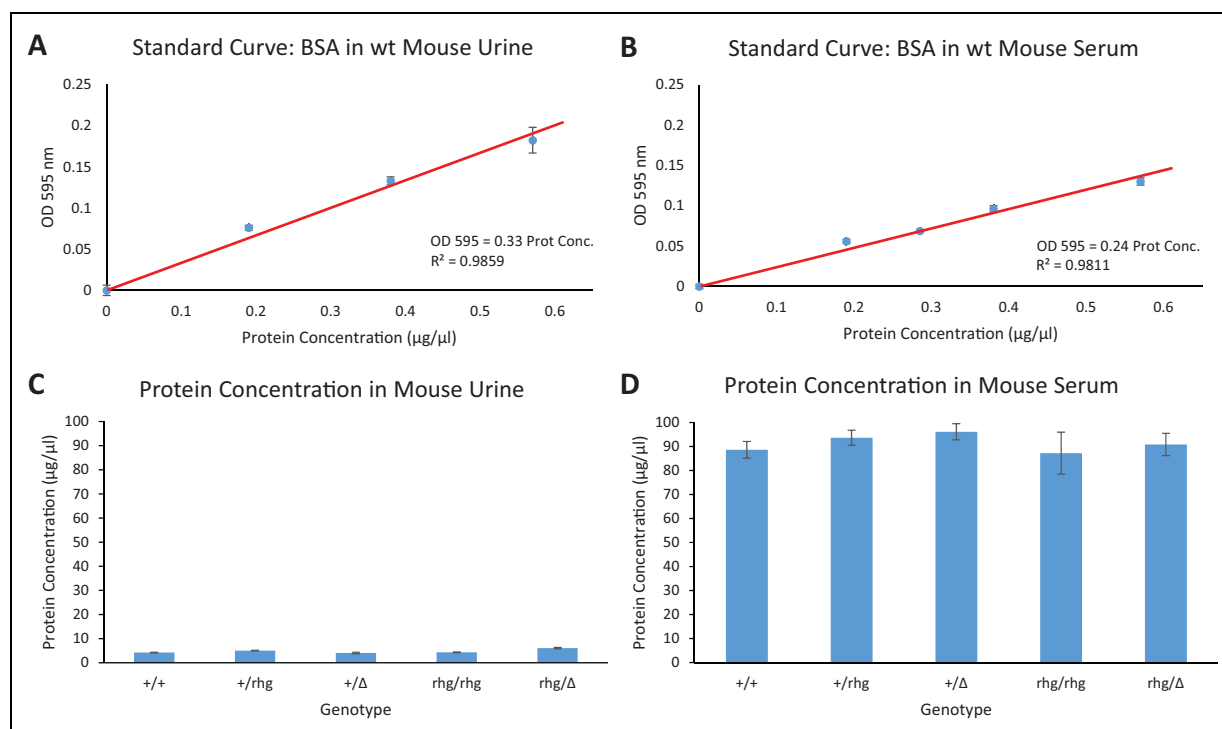 A
Standard Curve: BSA in wt Mouse Urine
0.25
0.2
0.15
0.1
0.05
0
OD 595 nm
OD 595 = 0.33 Prot Conc.
R² = 0.9859
0 0.1 0.2 0.3 0.4 0.5 0.6
Protein Concentration (µg/µl)
B
Standard Curve: BSA in wt Mouse Serum
0.25
0.2
0.15
0.1
0.05
0
OD 595 nm
OD 595 = 0.24 Prot Conc.
R² = 0.9811
0 0.1 0.2 0.3 0.4 0.5 0.6
Protein Concentration (µg/µl)
C
Protein Concentration in Mouse Urine
100
90
80
70
60
50
40
30
20
10
0
Protein Concentration (µg/µl)
+/+ +/rhg +/Δ rhg/rhg rhg/Δ
Genotype
D
Protein Concentration in Mouse Serum
100
90
80
70
60
50
40
30
20
10
0
Protein Concentration (µg/µl)
+/+ +/rhg +/Δ rhg/rhg rhg/Δ
Genotype